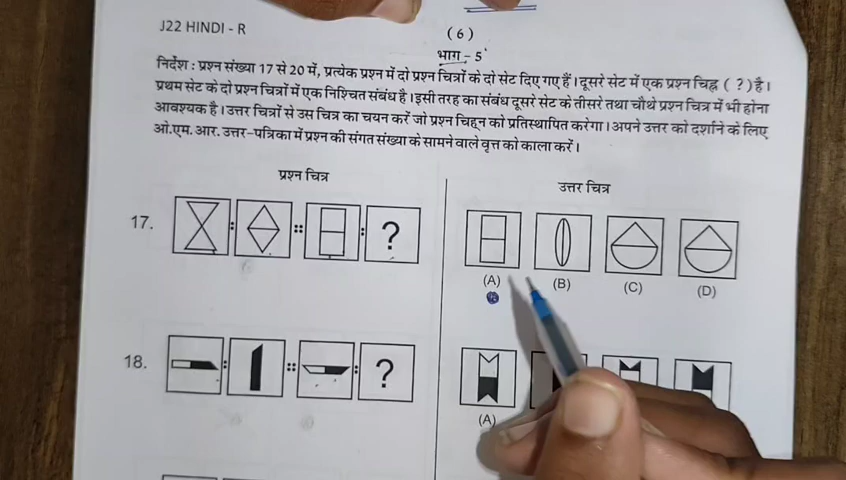 J22 HINDI - R
( 6 )
भाग - 5
निर्देश : प्रश्न संख्या 17 से 20 में, प्रत्येक प्रश्न में दो प्रश्न चित्रों के दो सेट दिए गए हैं। दूसरे सेट में एक प्रश्न चिह्न ( ? ) है।
प्रथम सेट के दो प्रश्न चित्रों में एक निश्चित संबंध है। इसी तरह का संबंध दूसरे सेट के तीसरे तथा चौथे प्रश्न चित्र में भी होना
आवश्यक है। उत्तर चित्रों से उस चित्र का चयन करें जो प्रश्न चिह्न को प्रतिस्थापित करेगा। अपने उत्तर को दर्शाने के लिए
ओ.एम. आर. उत्तर-पत्रिका में प्रश्न की संगत संख्या के सामने वाले वृत्त को काला करें।
प्रश्न चित्र
उत्तर चित्र
17. : :: : ?
(A) (B) (C) (D)
18. : :: : ?
(A)